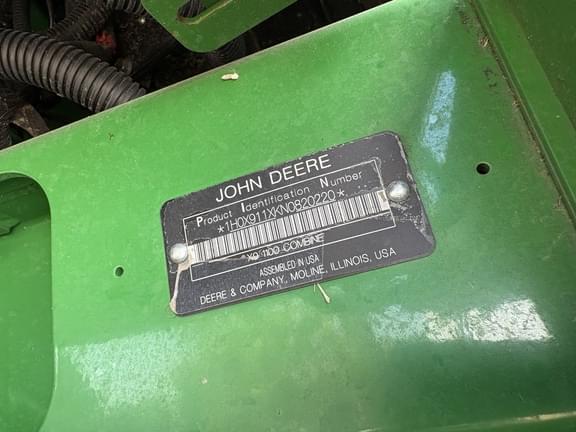 JOHN DEERE
Product Identification Number
*1H0X911XKN0820220*
X9 1100 COMBINE
ASSEMBLED IN USA
DEERE & COMPANY, MOLINE, ILLINOIS, USA